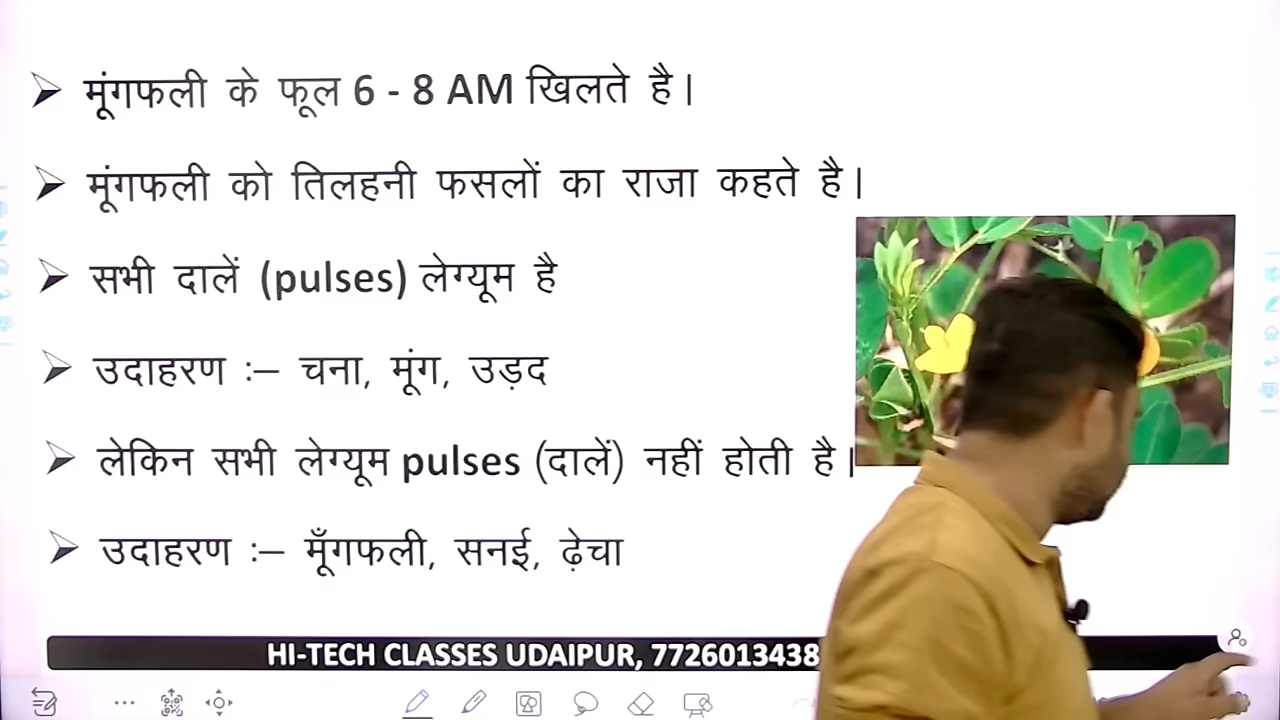 मूंगफली के फूल 6 - 8 AM खिलते है।
मूंगफली को तिलहनी फसलों का राजा कहते है।
सभी दालें (pulses) लेग्यूम है
उदाहरण :– चना, मूंग, उड़द
लेकिन सभी लेग्यूम pulses (दालें) नहीं होती है।
उदाहरण :– मूँगफली, सनई, ढ़ेचा
HI-TECH CLASSES UDAIPUR, 7726013438